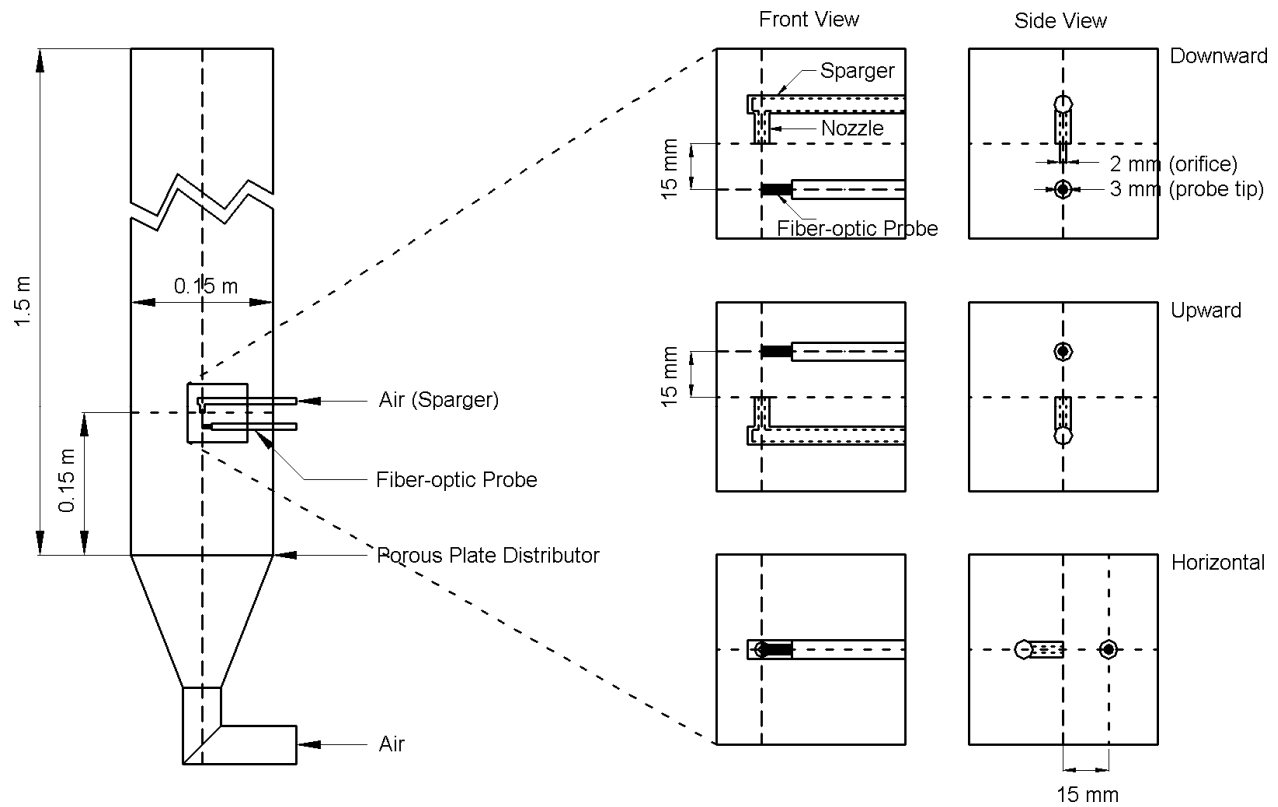 Front View
Side View
Downward
Sparger
Nozzle
15 mm
2 mm (orifice)
3 mm (probe tip)
Fiber-optic Probe
1.5 m
0.15 m
Air (Sparger)
0.15 m
Fiber-optic Probe
Porous Plate Distributor
Air
Upward
15 mm
Horizontal
15 mm